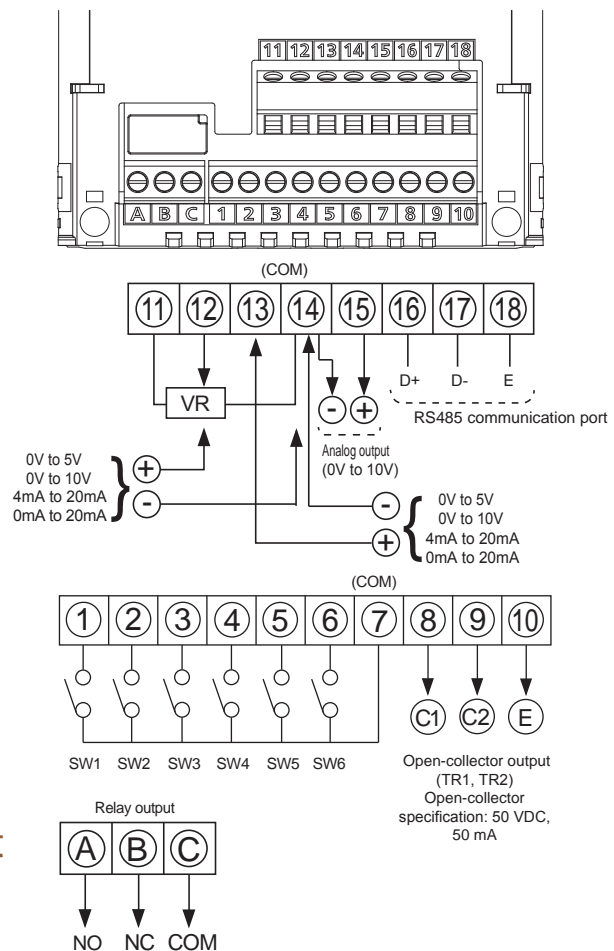 11 12 13 14 15 16 17 18
A B C 1 2 3 4 5 6 7 8 9 10
(COM)
11 12 13 14 15 16 17 18
D+ D- E
VR - +
RS485 communication port
Analog output
(0V to 10V)
0V to 5V
0V to 10V
4mA to 20mA
0mA to 20mA
+
-
-
+
0V to 5V
0V to 10V
4mA to 20mA
0mA to 20mA
(COM)
1 2 3 4 5 6 7 8 9 10
C1 C2 E
SW1 SW2 SW3 SW4 SW5 SW6
Open-collector output
(TR1, TR2)
Open-collector
specification: 50 VDC,
50 mA
Relay output
A B C
NO NC COM